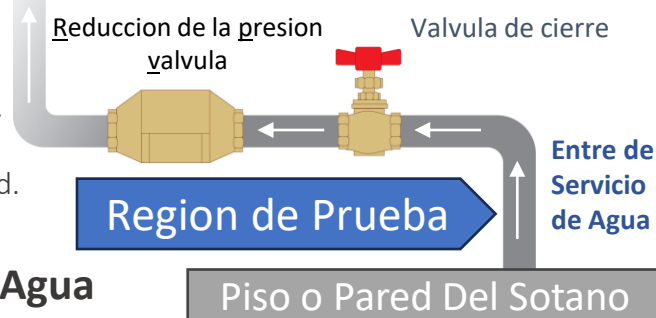 Reduccion de la presion
valvula
Valvula de cierre
d.
Entre de
Servicio
de Agua
Region de Prueba
Agua
Piso o Pared Del Sotano